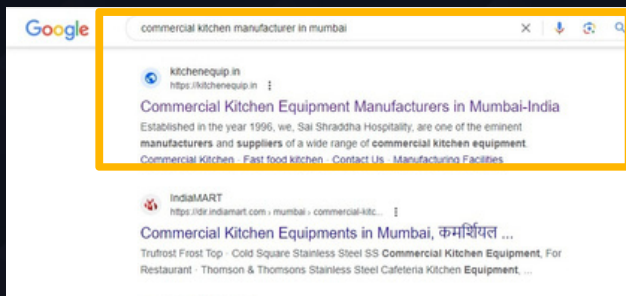 Google
commercial kitchen manufacturer in mumbai
kitchenequip.in
https://kitchenequip.in
Commercial Kitchen Equipment Manufacturers in Mumbai-India
Established in the year 1996, we, Sai Shraddha Hospitality, are one of the eminent
manufacturers and suppliers of a wide range of commercial kitchen equipment.
Commercial Kitchen · Fast food kitchen · Contact Us · Manufacturing Facilities
IndiaMART
https://dir.indiamart.com › mumbai › commercial-kitc...
Commercial Kitchen Equipments in Mumbai, कमर्शियल ...
Trufrost Frost Top · Cold Square Stainless Steel SS Commercial Kitchen Equipment, For
Restaurant · Thomson & Thomsons Stainless Steel Cafeteria Kitchen Equipment, ...